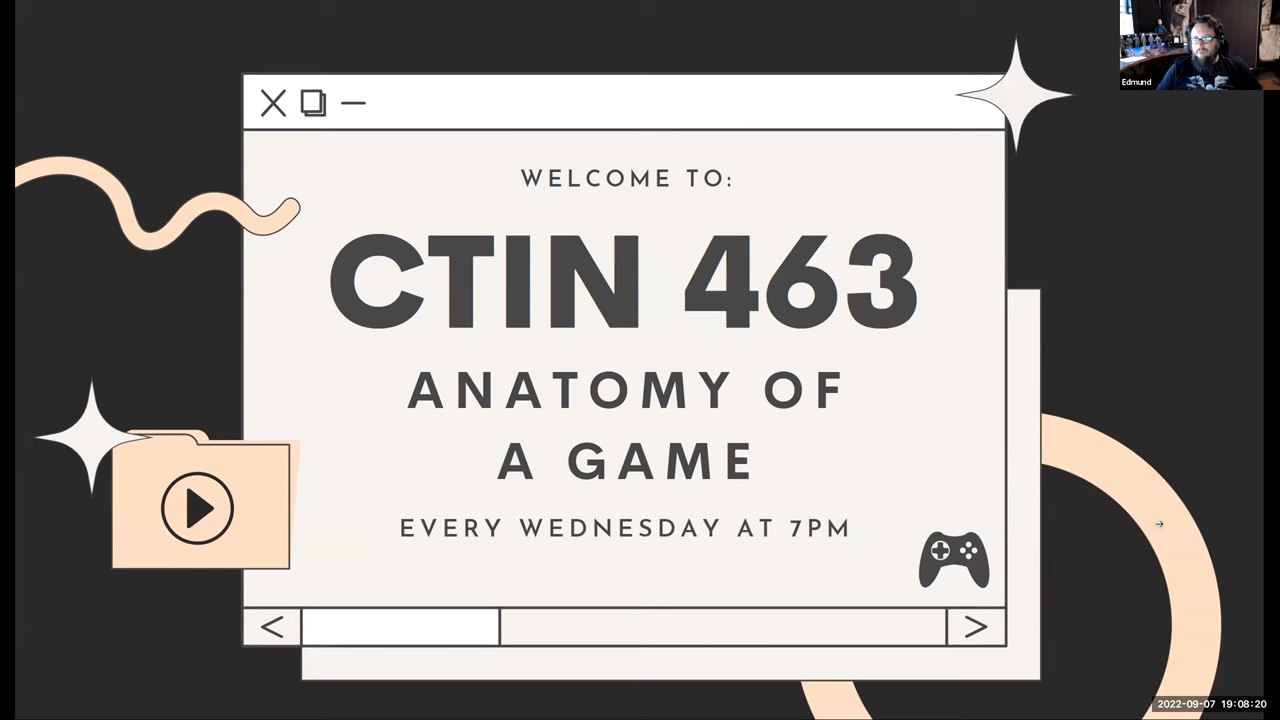 Edmund
WELCOME TO:
CTIN 463
ANATOMY OF
A GAME
EVERY WEDNESDAY AT 7PM
2022-09-07 19:08:20